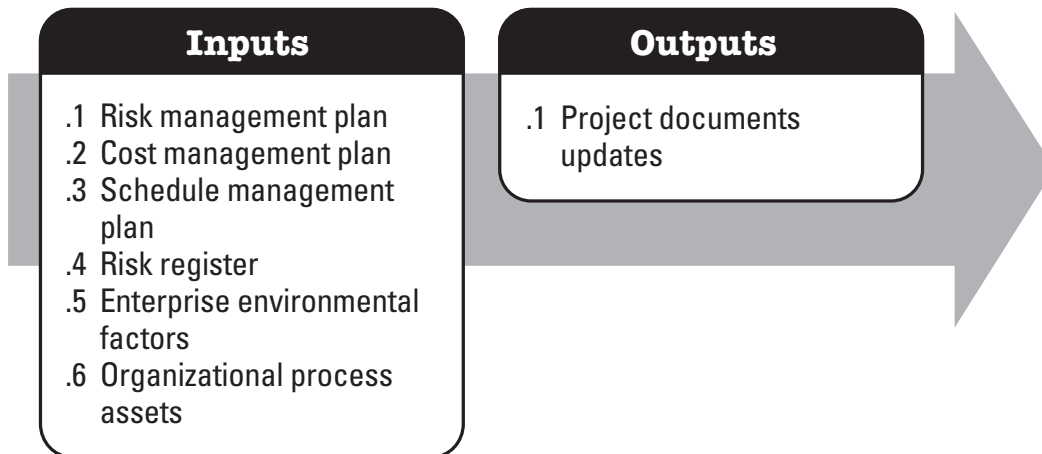 Inputs
.1 Risk management plan
.2 Cost management plan
.3 Schedule management
plan
.4 Risk register
.5 Enterprise environmental
factors
.6 Organizational process
assets
Outputs
.1 Project documents
updates